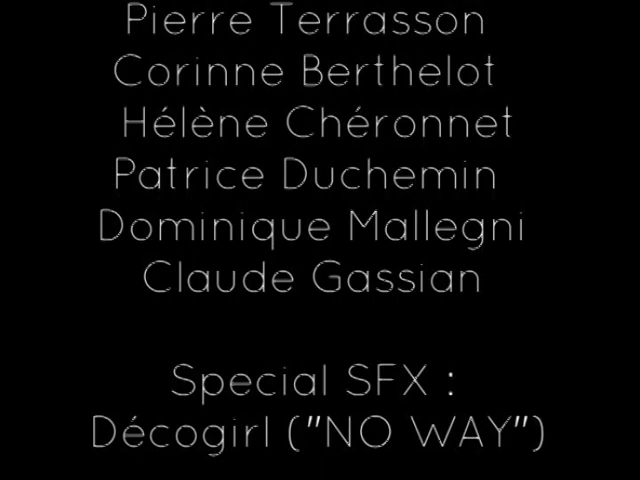 Pierre Terrasson
Corinne Berthelot
Hélène Chéronnet
Patrice Duchemin
Dominique Mallegni
Claude Gassian
Special SFX :
Décogirl ("NO WAY")